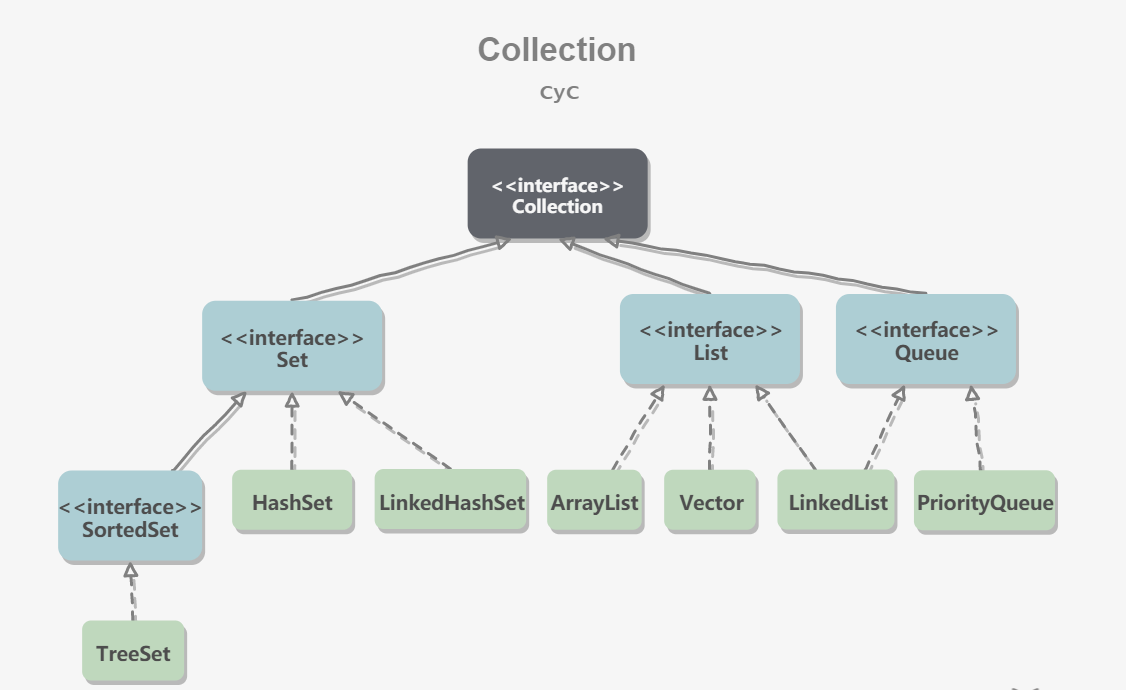 Collection
CyC
<<interface>>
Collection
<<interface>>
Set
<<interface>>
List
<<interface>>
Queue
<<interface>>
SortedSet
HashSet
LinkedHashSet
ArrayList
Vector
LinkedList
PriorityQueue
TreeSet